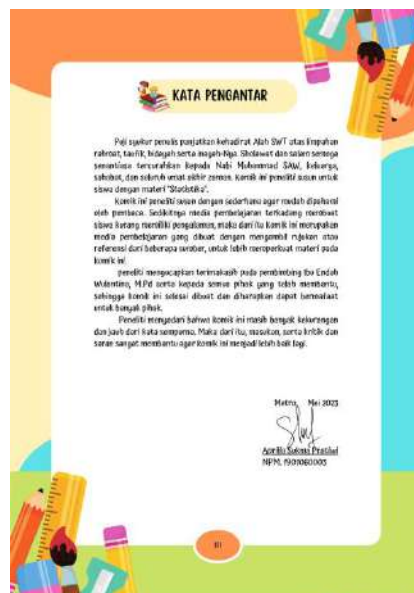 KATA PENGANTAR
Puji syukur penulis panjatkan kehadirat Allah SWT atas limpahan
rahmat, taufik, hidayah serta inayah-Nya. Sholawat dan salam semoga
senantiasa tercurahkan kepada Nabi Muhammad SAW, keluarga,
sahabat, dan seluruh umat akhir zaman. Komik ini peneliti susun untuk
siswa dengan materi "Statistika".
Komik ini peneliti susun dengan sederhana agar mudah dipahami
oleh pembaca. Sedikitnya media pembelajaran terkadang membuat
siswa kurang memiliki pengalaman, maka dari itu komik ini merupakan
media pembelajaran yang dibuat dengan mengambil rujukan atau
referensi dari beberapa sumber, untuk lebih memperkuat materi pada
komik ini.
peneliti mengucapkan terimakasih pada pembimbing Ibu Endah
Wulantina, M.Pd serta kepada semua pihak yang telah membantu,
sehingga komik ini selesai dibuat dan diharapkan dapat bermanfaat
untuk banyak pihak.
Peneliti menyadari bahwa komik ini masih banyak kekurangan
dan jauh dari kata sempurna. Maka dari itu, masukan, serta kritik dan
saran sangat membantu agar komik ini menjadi lebih baik lagi.
Metro, Mei 2023
Sukma Pratiwi
NPM. 1901060003
III